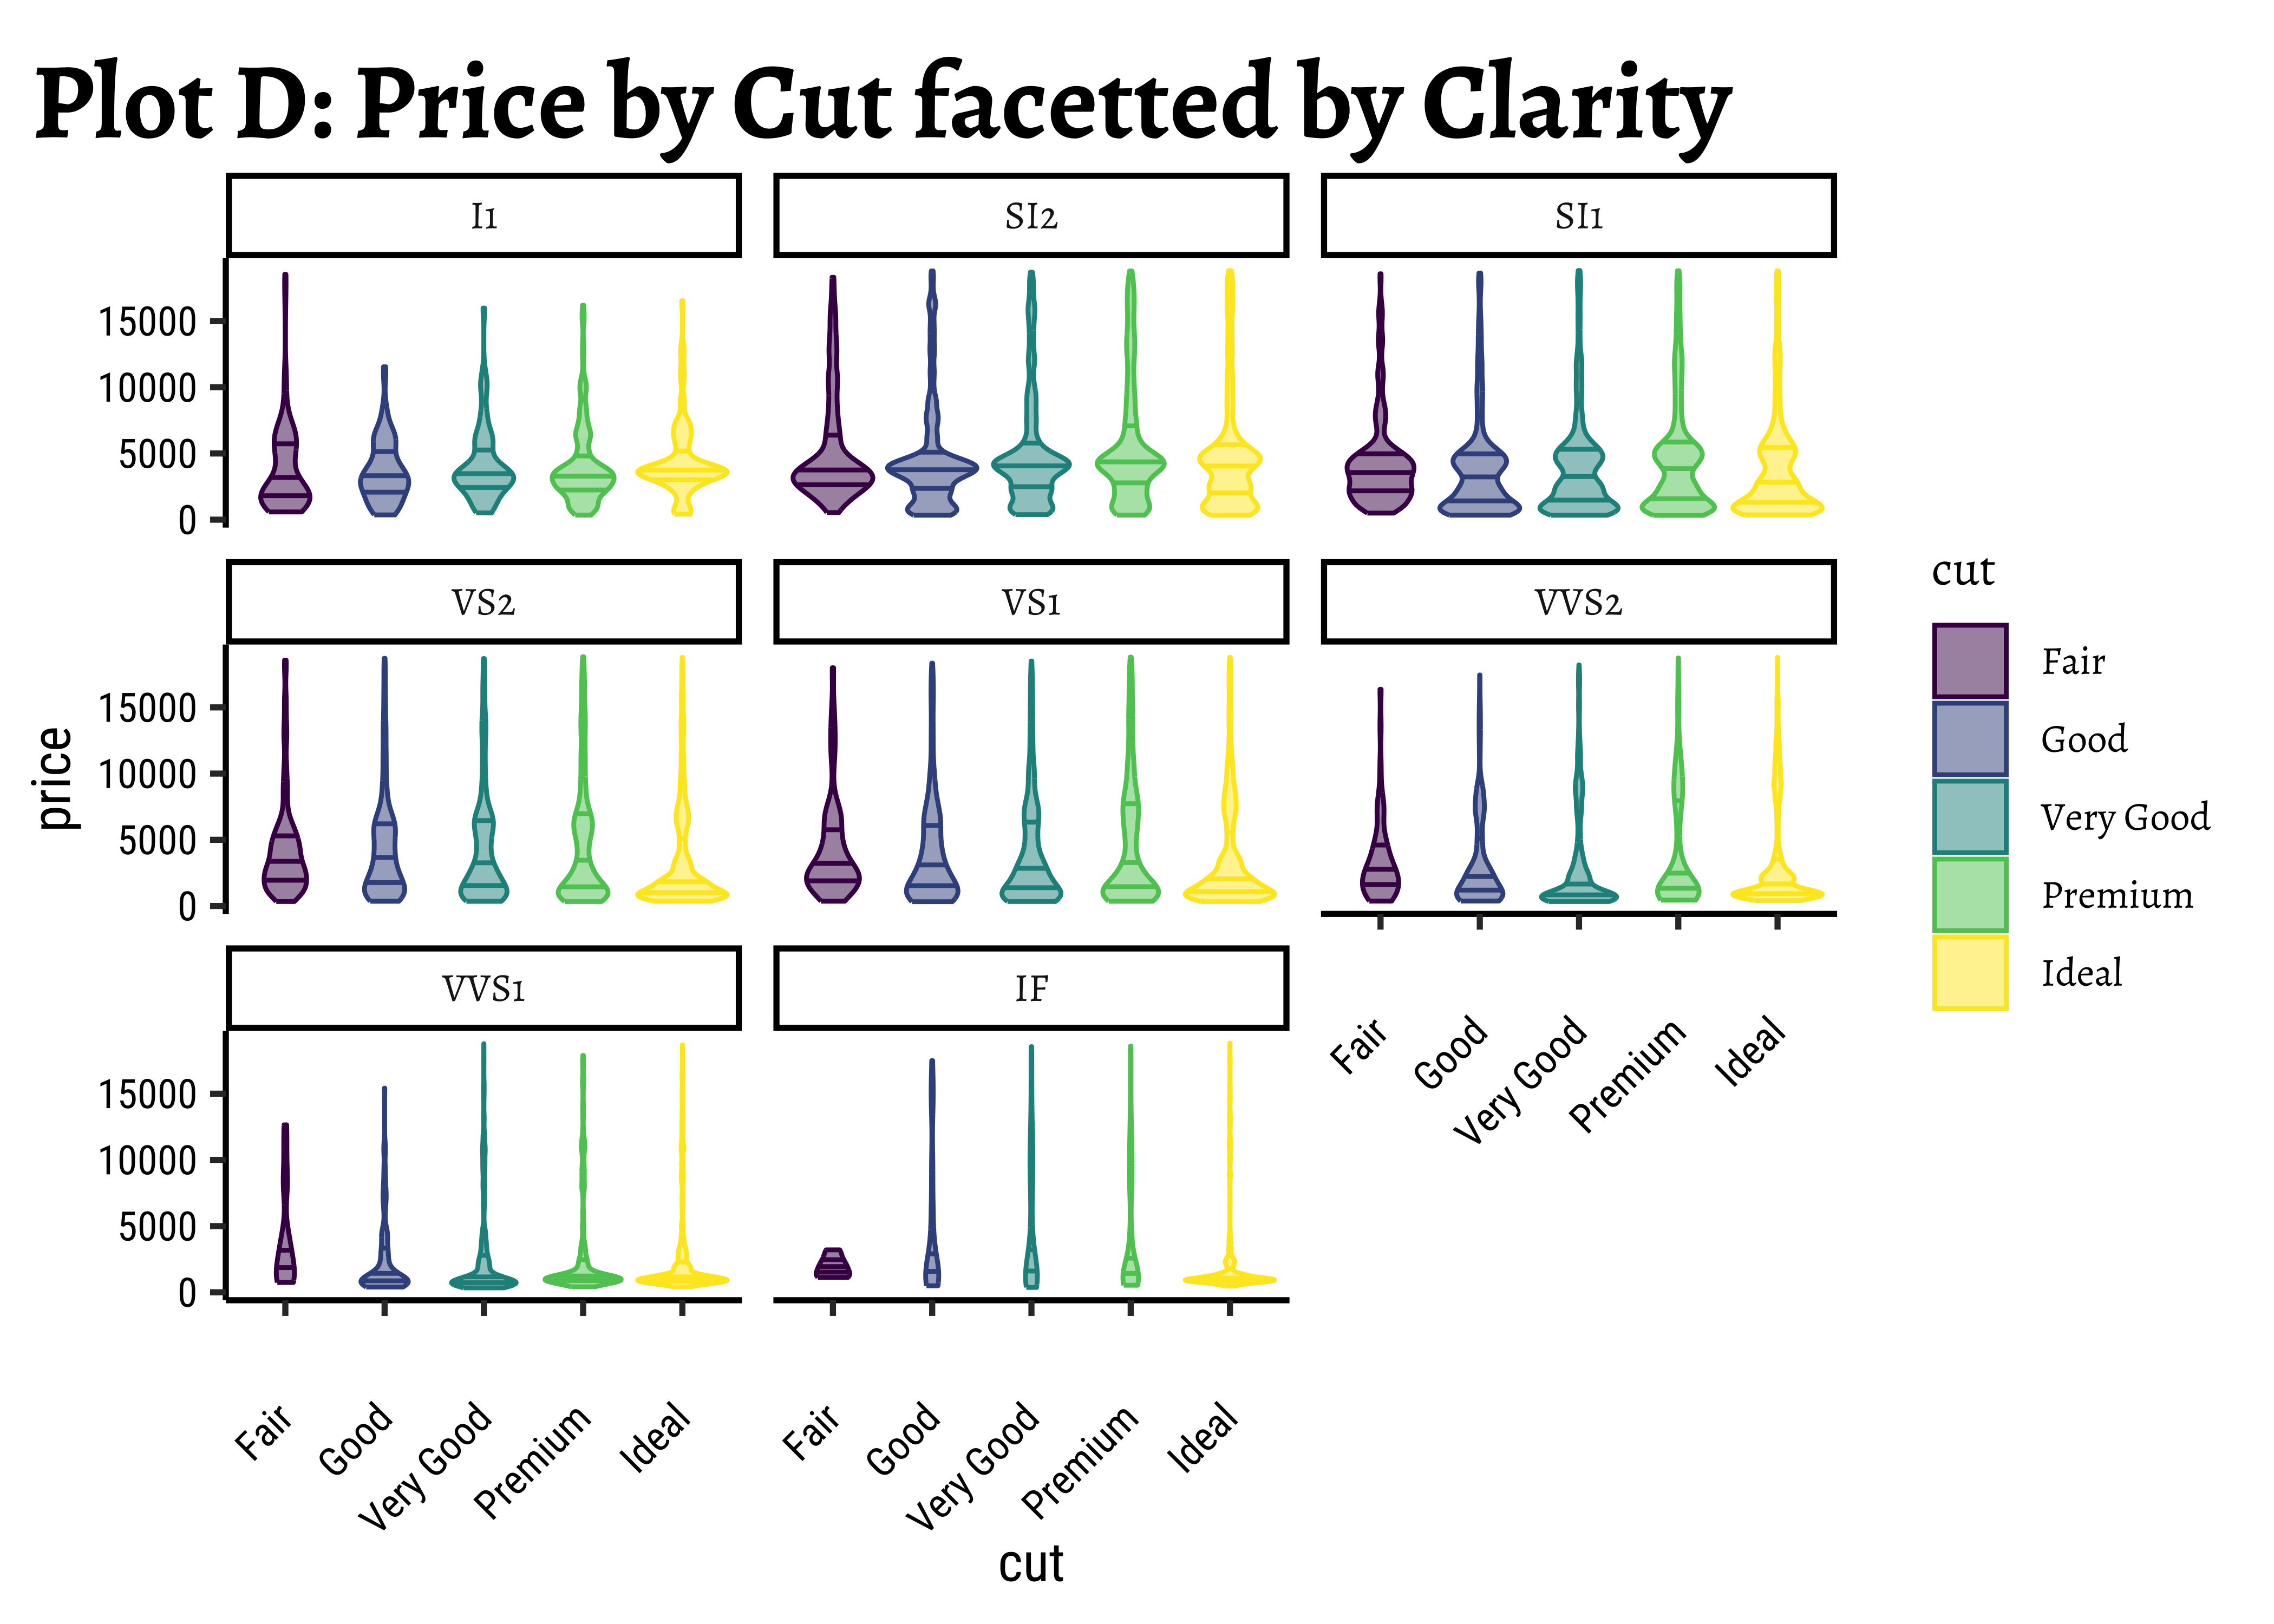 Plot D: Price by Cut facetted by Clarity
I1
SI2
SI1
15000
10000
5000
0
VS2
VS1
VVS2
15000
10000
5000
0
price
Fair
Good
Very Good
Premium
Ideal
cut
Fair
Good
Very Good
Premium
Ideal
VVS1
IF
15000
10000
5000
0
Fair
Good
Very Good
Premium
Ideal
Fair
Good
Very Good
Premium
Ideal
cut